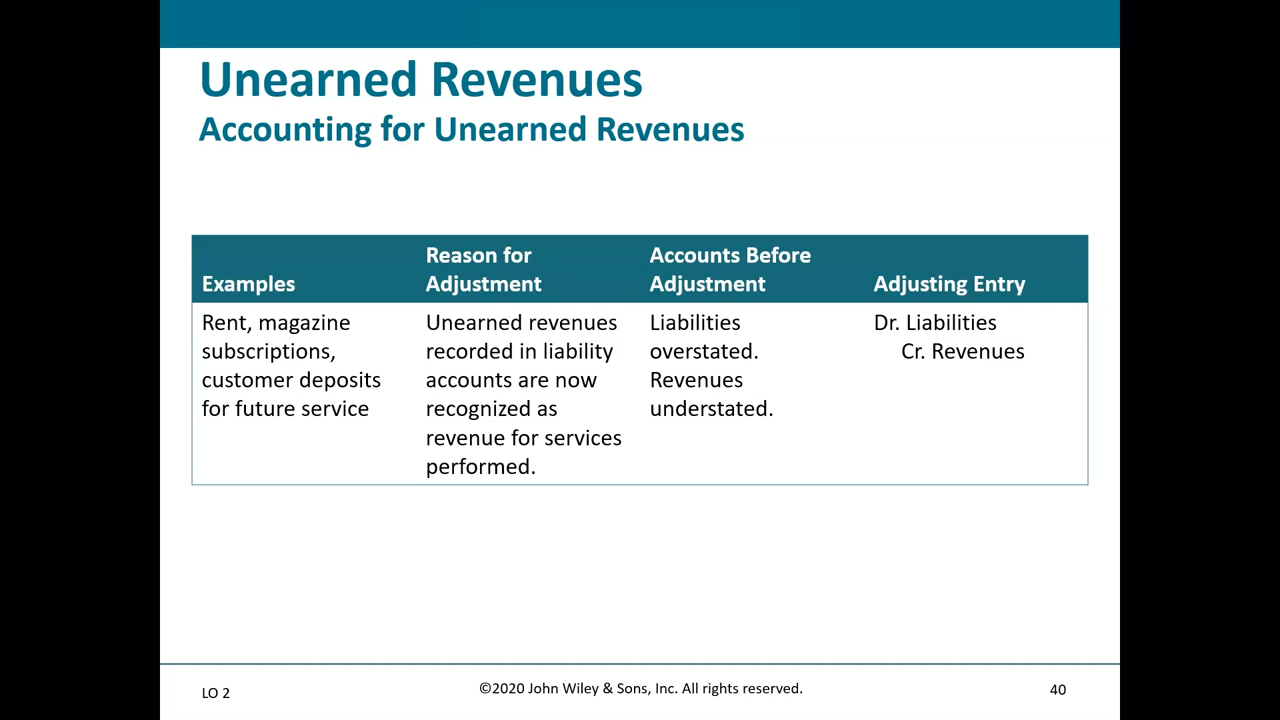 Unearned Revenues
Accounting for Unearned Revenues
Examples
Reason for
Adjustment
Accounts Before
Adjustment
Adjusting Entry
Rent, magazine
subscriptions,
customer deposits
for future service
Unearned revenues
recorded in liability
accounts are now
recognized as
revenue for services
performed.
Liabilities
overstated.
Revenues
understated.
Dr. Liabilities
Cr. Revenues
LO 2
©2020 John Wiley & Sons, Inc. All rights reserved.
40